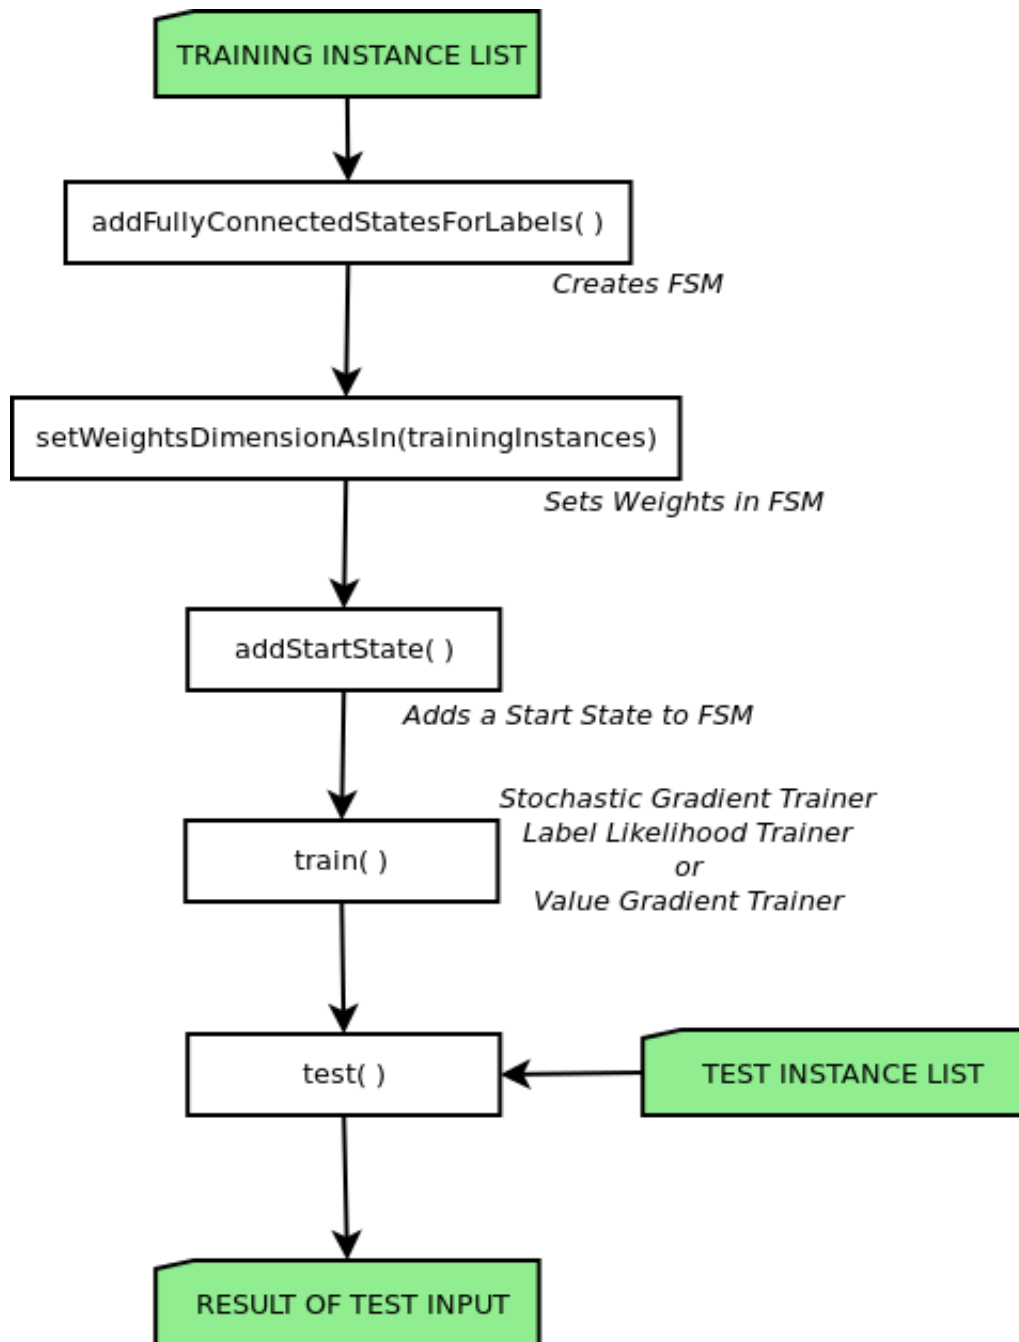 TRAINING INSTANCE LIST
addFullyConnectedStatesForLabels( )
Creates FSM
setWeightsDimensionAsIn(trainingInstances)
Sets Weights in FSM
addStartState( )
Adds a Start State to FSM
Stochastic Gradient Trainer
Label Likelihood Trainer
or
Value Gradient Trainer
train( )
test( )
TEST INSTANCE LIST
RESULT OF TEST INPUT